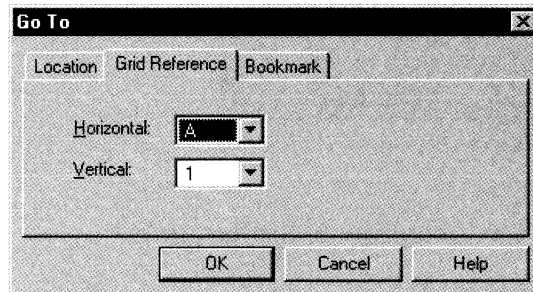 Go To
Location Grid Reference Bookmark
Horizontal: A
Vertical: 1
OK Cancel Help